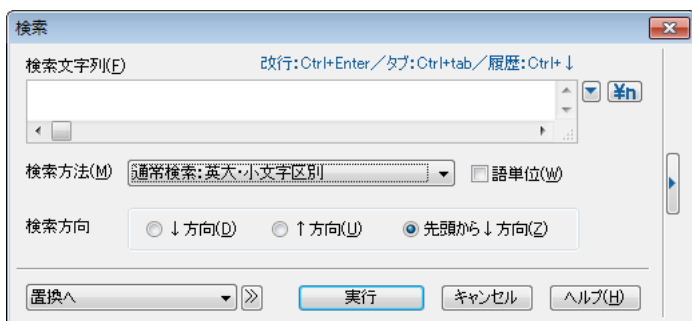 検索
検索文字列(F) 改行:Ctrl+Enter/タブ:Ctrl+tab/履歴:Ctrl+↓
¥n
検索方法(M) 通常検索:英大・小文字区別 語単位(W)
検索方向 ↓方向(D) ↑方向(U) 先頭から↓方向(Z)
置換へ 実行 キャンセル ヘルプ(H)